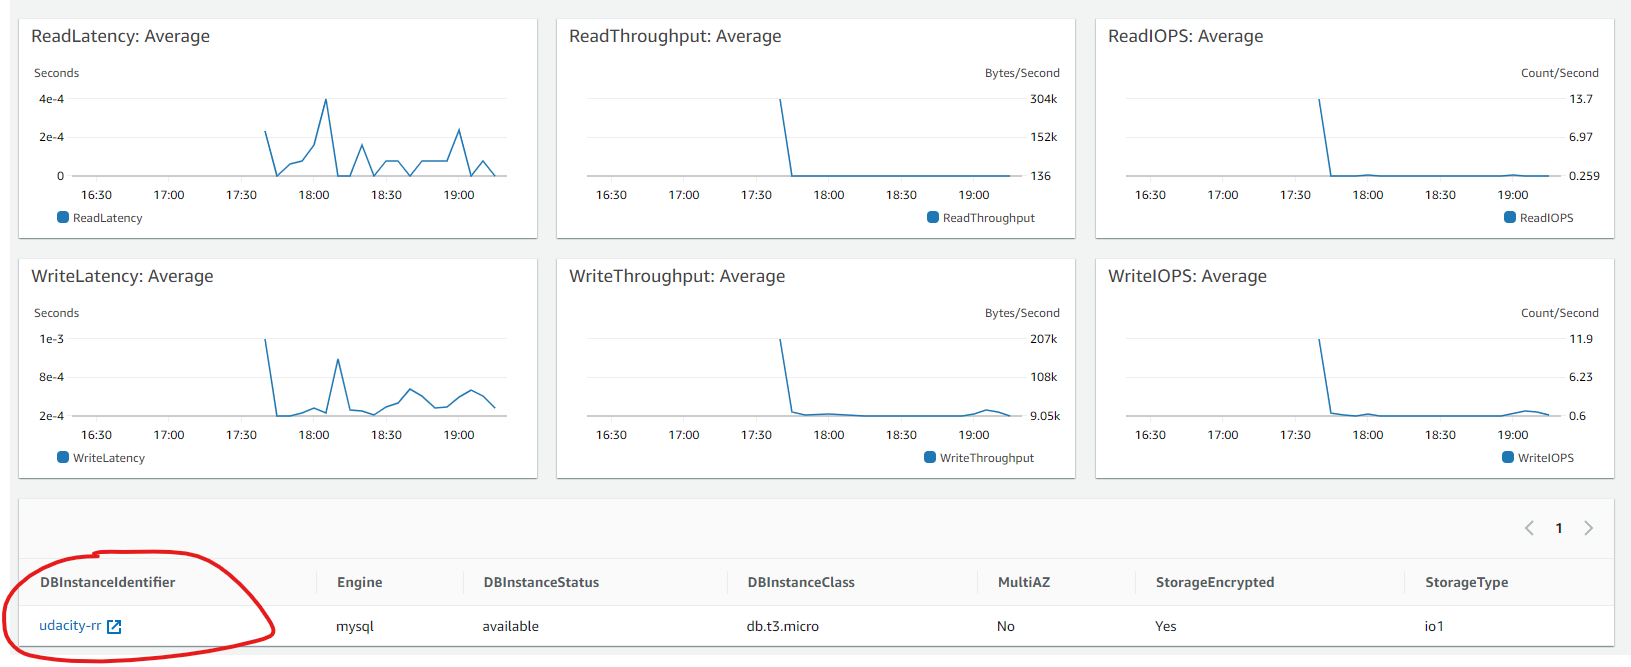 ReadLatency: Average
Seconds
4e-4
2e-4
0
16:30 17:00 17:30 18:00 18:30 19:00
ReadLatency
ReadThroughput: Average
Bytes/Second
304k
152k
136
16:30 17:00 17:30 18:00 18:30 19:00
ReadThroughput
ReadIOPS: Average
Count/Second
13.7
6.97
0.259
16:30 17:00 17:30 18:00 18:30 19:00
ReadIOPS
WriteLatency: Average
Seconds
1e-3
8e-4
2e-4
16:30 17:00 17:30 18:00 18:30 19:00
WriteLatency
WriteThroughput: Average
Bytes/Second
207k
108k
9.05k
16:30 17:00 17:30 18:00 18:30 19:00
WriteThroughput
WriteIOPS: Average
Count/Second
11.9
6.23
0.6
16:30 17:00 17:30 18:00 18:30 19:00
WriteIOPS
1
DBInstanceIdentifier Engine DBInstanceStatus DBInstanceClass MultiAZ StorageEncrypted StorageType
udacity-rr mysql available db.t3.micro No Yes io1